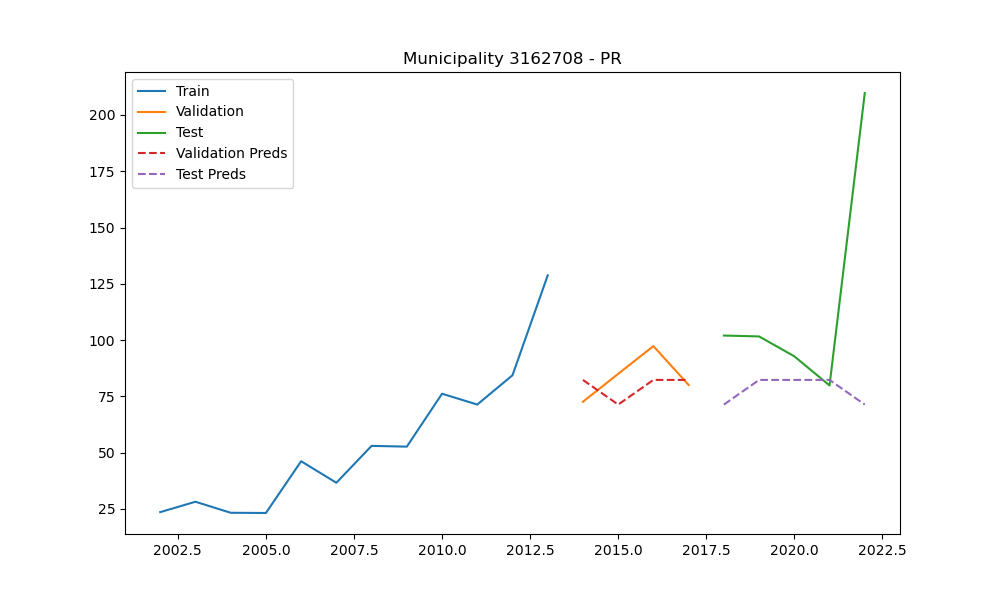 Municipality 3162708 - PR
Train
Validation
Test
Validation Preds
Test Preds
200
175
150
125
100
75
50
25
2002.5 2005.0 2007.5 2010.0 2012.5 2015.0 2017.5 2020.0 2022.5